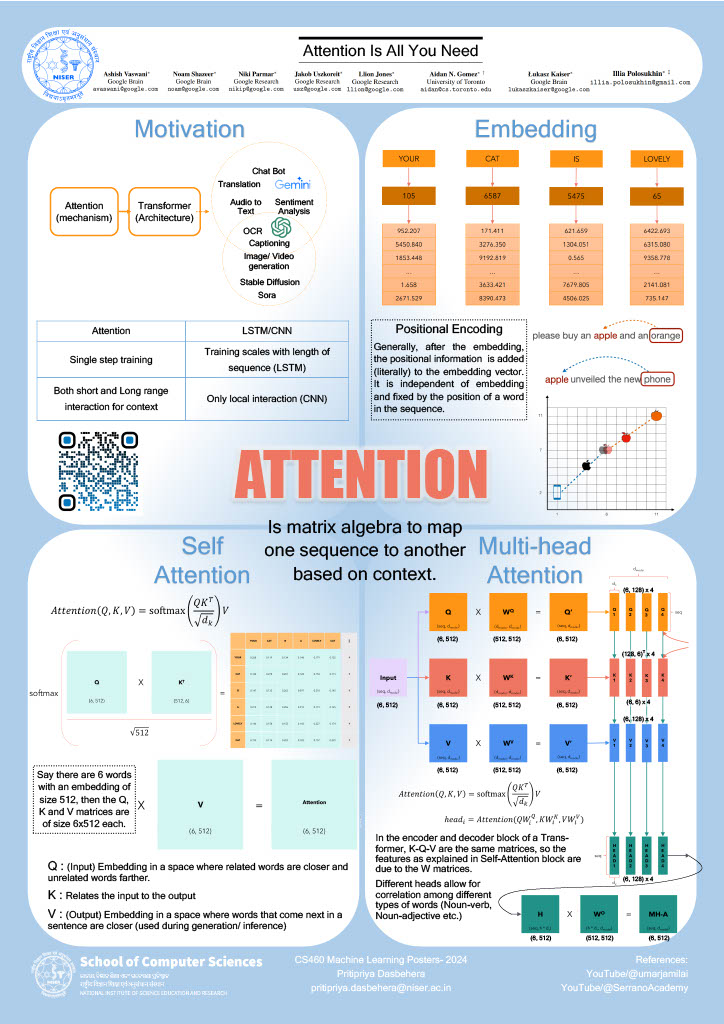 Attention Is All You Need
NISER
Ashish Vaswani*
Google Brain
avaswani@google.com
Noam Shazeer*
Google Brain
noam@google.com
Niki Parmar*
Google Research
nikip@google.com
Jakob Uszkoreit*
Google Research
usz@google.com
Llion Jones*
Google Research
llion@google.com
Aidan N. Gomez* †
University of Toronto
aidan@cs.toronto.edu
Łukasz Kaiser*
Google Brain
lukaszkaiser@google.com
Illia Polosukhin* ‡
illia.polosukhin@gmail.com
Motivation
Attention
(mechanism)
Transformer
(Architecture)
Chat Bot
Translation
Gemini
Audio to
Text
Sentiment
Analysis
OCR
Captioning
Image/ Video
generation
Stable Diffusion
Sora
Attention LSTM/CNN
Single step training
Training scales with length of
sequence (LSTM)
Both short and Long range
interaction for context
Only local interaction (CNN)
Embedding
YOUR CAT IS LOVELY
105 6587 5475 65
952.207 171.411 621.659 6422.693
5450.840 3276.350 1304.051 6315.080
1853.448 9192.819 0.565 9358.778
... ... ... ...
1.658 3633.421 7679.805 2141.081
2671.529 8390.473 4506.025 735.147
Positional Encoding
Generally, after the embedding,
the positional information is added
(literally) to the embedding vector.
It is independent of embedding
and fixed by the position of a word
in the sequence.
please buy an apple and an orange
apple unveiled the new phone
ATTENTION
Is matrix algebra to map
one sequence to another
based on context.
Self
Attention
Attention(Q, K, V) = softmax(QK^T/√d_k)V
softmax
Q
(6, 512)
X
K^T
(512, 6)
√512
=
Say there are 6 words
with an embedding of
size 512, then the Q,
K and V matrices are
of size 6x512 each.
X
V
(6, 512)
=
Attention
(6, 512)
Q : (Input) Embedding in a space where related words are closer and
unrelated words farther.
K : Relates the input to the output
V : (Output) Embedding in a space where words that come next in a
sentence are closer (used during generation/ inference)
Multi-head
Attention
Input
(6, 512)
Q X W^Q = Q'
(6, 512) (512, 512) (6, 512)
K X W^K = K'
(6, 512) (512, 512) (6, 512)
V X W^V = V'
(6, 512) (512, 512) (6, 512)
(6, 128) x 4
Q1 Q2 Q3 Q4
(128, 6)^T x 4
K1 K2 K3 K4
(6, 6) x 4
(6, 128) x 4
V1 V2 V3 V4
Attention(Q, K, V) = softmax(QK^T/√d_k)V
head_i = Attention(QW_i^Q, KW_i^K, VW_i^V)
In the encoder and decoder block of a Trans-
former, K-Q-V are the same matrices, so the
features as explained in Self-Attention block are
due to the W matrices.
Different heads allow for
correlation among different
types of words (Noun-verb,
Noun-adjective etc.)
HEAD1 HEAD2 HEAD3 HEAD4
(6, 128) x 4
H X W^O = MH-A
(6, 512) (512, 512) (6, 512)
School of Computer Sciences
NATIONAL INSTITUTE OF SCIENCE EDUCATION AND RESEARCH
CS460 Machine Learning Posters- 2024
Pritipriya Dasbehera
pritipriya.dasbehera@niser.ac.in
References:
YouTube/@umarjamilai
YouTube/@SerranoAcademy